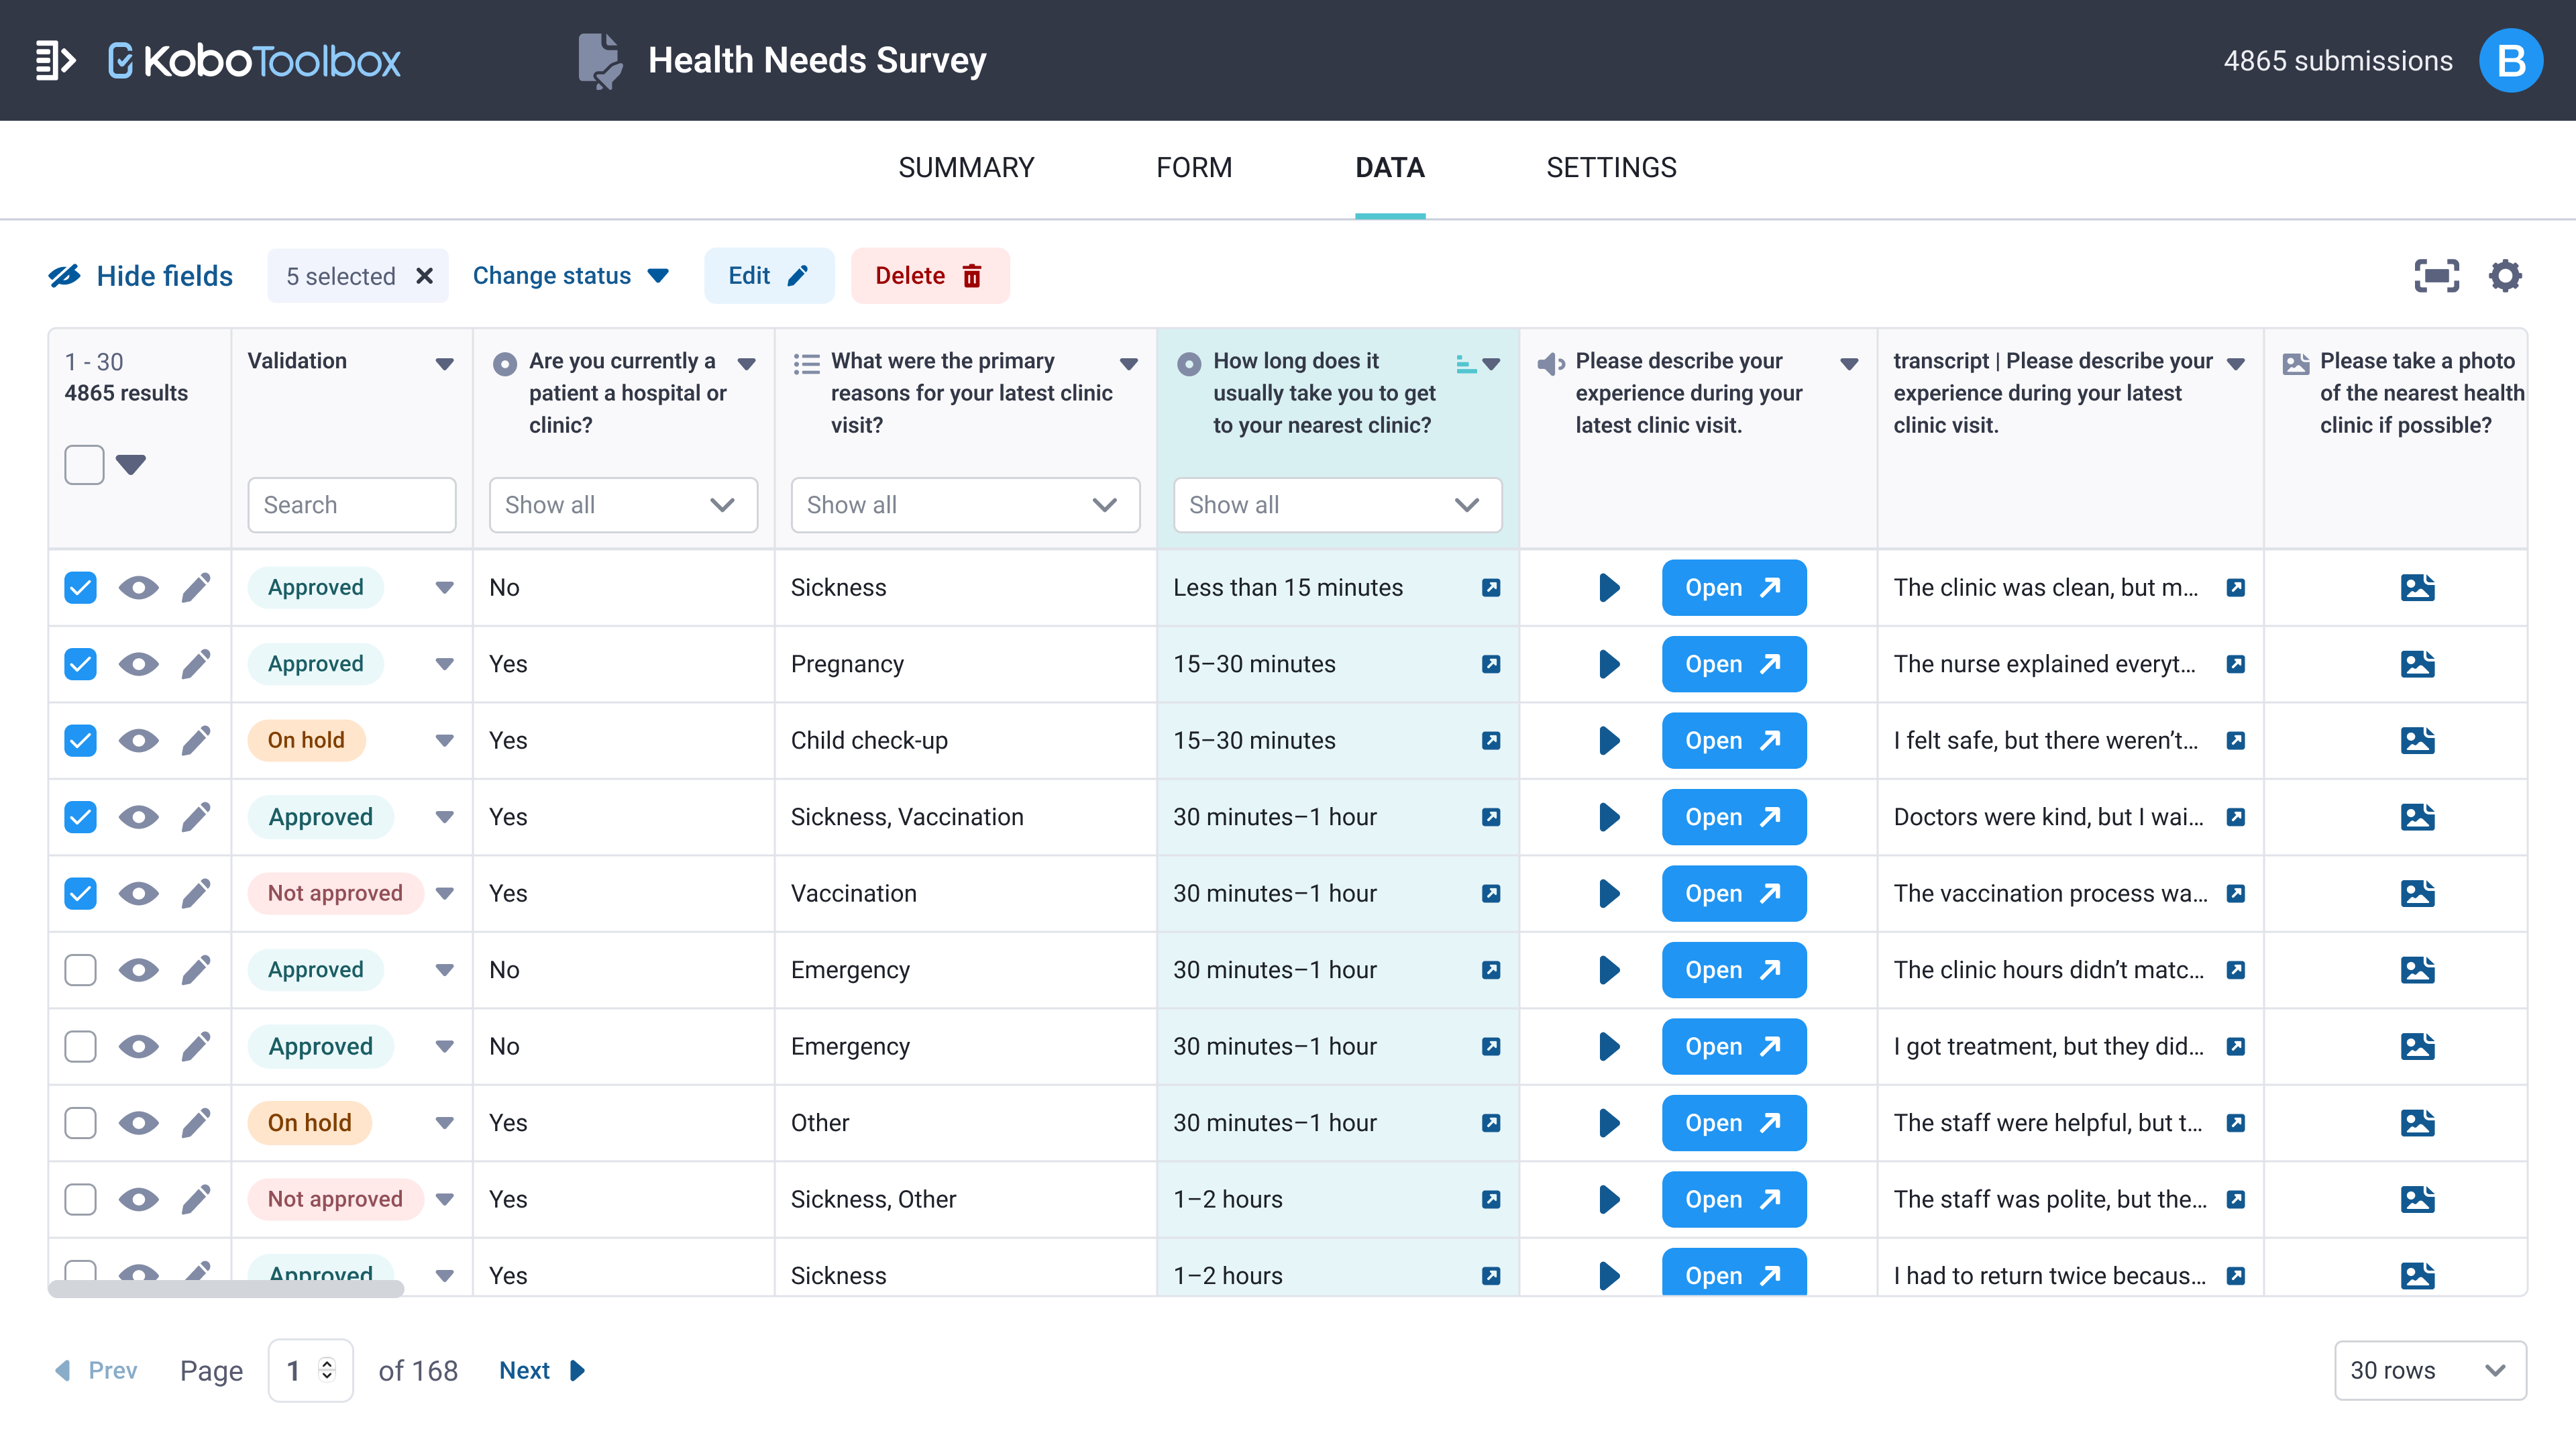 KoboToolbox
Health Needs Survey
4865 submissions
B
SUMMARY
FORM
DATA
SETTINGS
Hide fields
5 selected
Change status
Edit
Delete
1 - 30
4865 results
Validation
Search
Are you currently a
patient a hospital or
clinic?
Show all
What were the primary
reasons for your latest clinic
visit?
Show all
How long does it
usually take you to get
to your nearest clinic?
Show all
Please describe your
experience during your
latest clinic visit.
transcript | Please describe your
experience during your latest
clinic visit.
Please take a photo
of the nearest health
clinic if possible?
Approved No Sickness Less than 15 minutes Open The clinic was clean, but m...
Approved Yes Pregnancy 15–30 minutes Open The nurse explained everyt...
On hold Yes Child check-up 15–30 minutes Open I felt safe, but there weren’t...
Approved Yes Sickness, Vaccination 30 minutes–1 hour Open Doctors were kind, but I wai...
Not approved Yes Vaccination 30 minutes–1 hour Open The vaccination process wa...
Approved No Emergency 30 minutes–1 hour Open The clinic hours didn’t matc...
Approved No Emergency 30 minutes–1 hour Open I got treatment, but they did...
On hold Yes Other 30 minutes–1 hour Open The staff were helpful, but t...
Not approved Yes Sickness, Other 1–2 hours Open The staff was polite, but the...
Approved Yes Sickness 1–2 hours Open I had to return twice becaus...
Prev Page 1 of 168 Next
30 rows